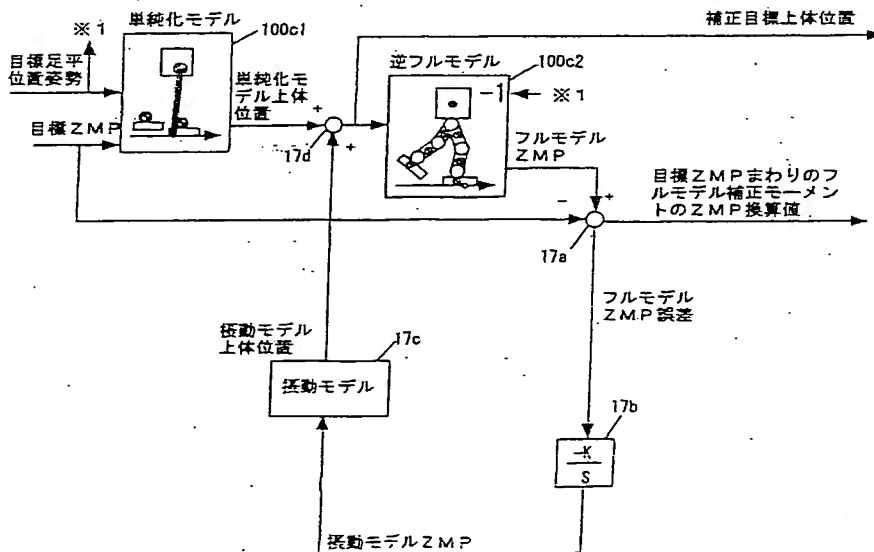 単純化モデル
100c1
※1
目標足平
位置姿勢
目標ZMP
単純化モ
デル上体
位置
+
+
17d
補正目標上体位置
逆フルモデル
100c2
-1
※1
フルモデル
ZMP
+
-
17a
目標ZMPまわりのフ
ルモデル補正モーメン
トのZMP換算値
フルモデル
ZMP誤差
摂動モデル
上体位置
17c
摂動モデル
17b
-K
S
摂動モデルZMP